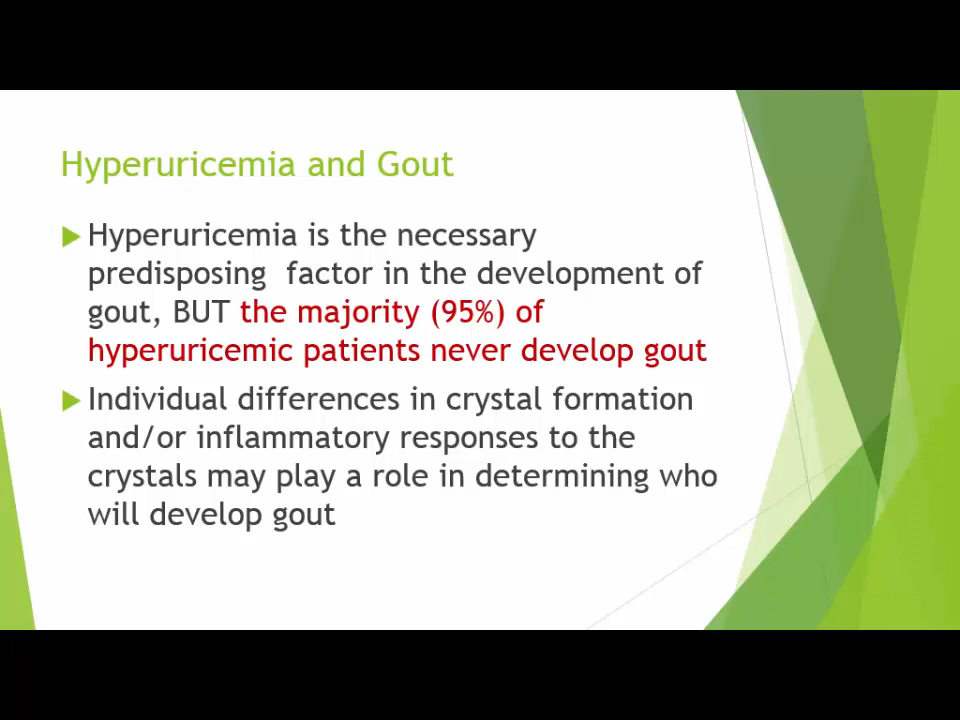 Hyperuricemia and Gout
Hyperuricemia is the necessary
predisposing  factor in the development of
gout, BUT the majority (95%) of
hyperuricemic patients never develop gout
Individual differences in crystal formation
and/or inflammatory responses to the
crystals may play a role in determining who
will develop gout